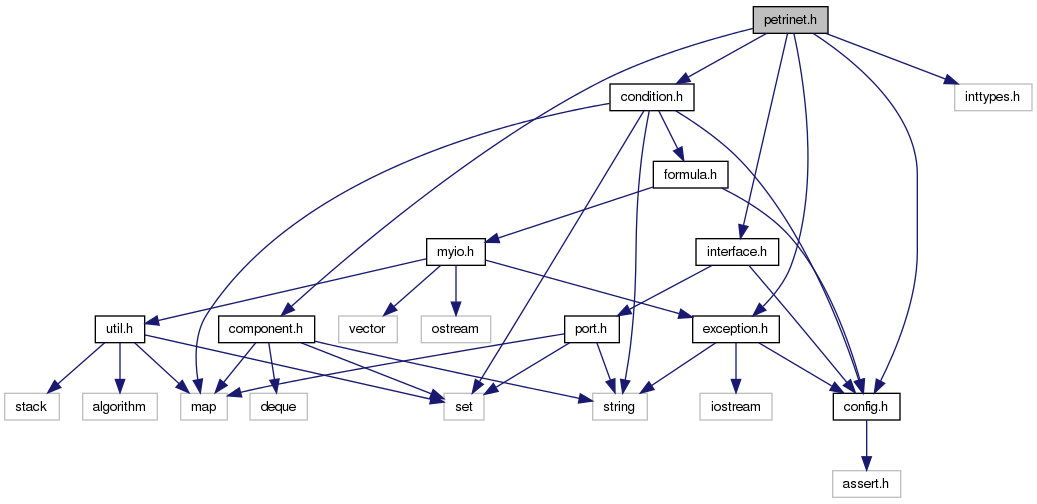 petrinet.h
condition.h
inttypes.h
formula.h
myio.h
interface.h
util.h
component.h
vector
ostream
port.h
exception.h
stack
algorithm
map
deque
set
string
iostream
config.h
assert.h